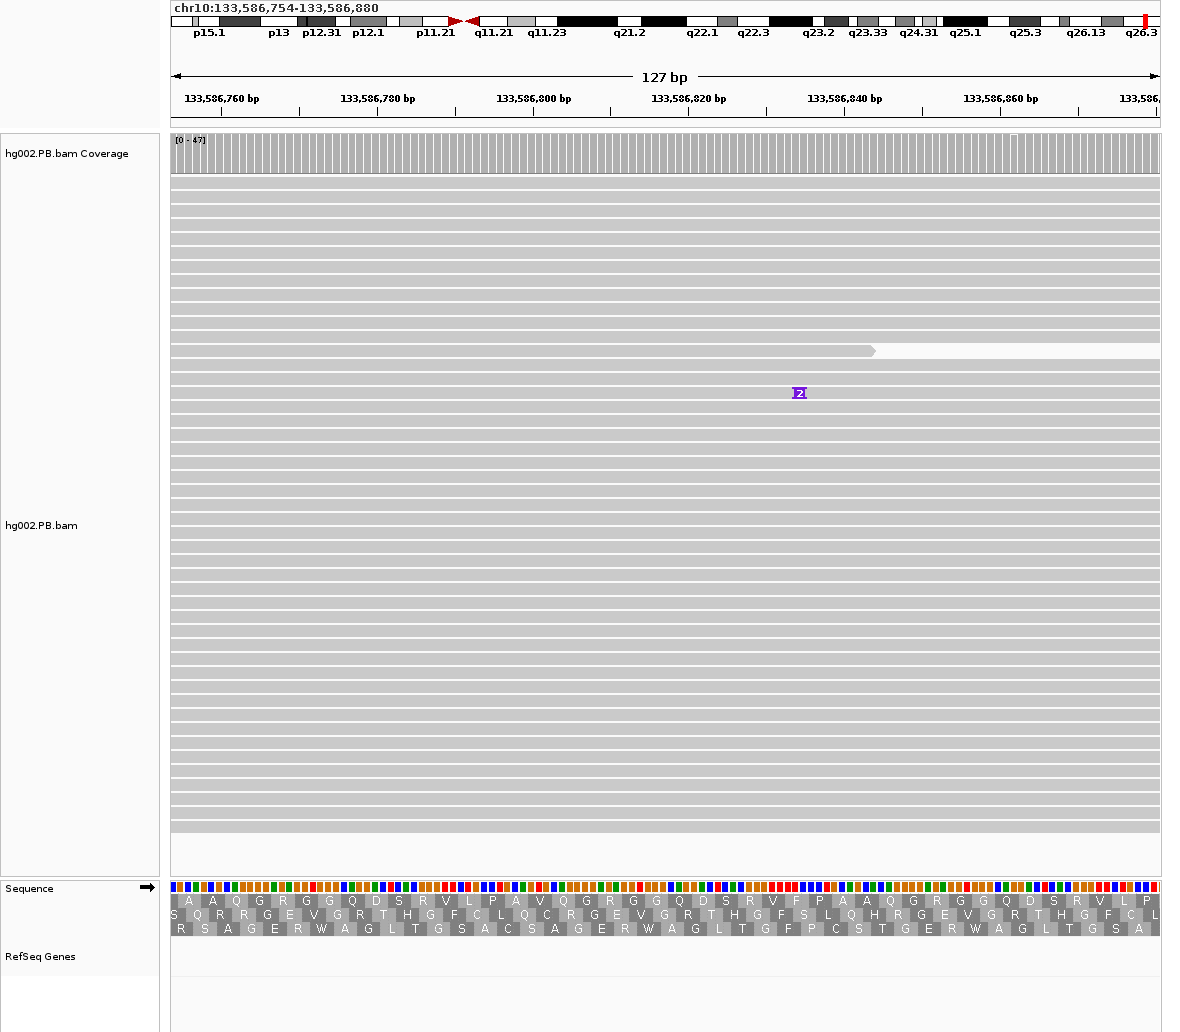 chr10:133,586,754-133,586,880
p15.1 p13 p12.31 p12.1 p11.21 q11.21 q11.23 q21.2 q22.1 q22.3 q23.2 q23.33 q24.31 q25.1 q25.3 q26.13 q26.3
127 bp
133,586,760 bp 133,586,780 bp 133,586,800 bp 133,586,820 bp 133,586,840 bp 133,586,860 bp 133,586,
[0 - 47]
hg002.PB.bam Coverage
2
hg002.PB.bam
Sequence
A A Q G R G G Q D S R V L P A V Q G R G G Q D S R V F P A A Q G R G G Q D S R V L P
S Q R R G E V G R T H G F C L Q C R G E V G R T H G F S L Q H R G E V G R T H G F C L
R S A G E R W A G L T G S A C S A G E R W A G L T G F P C S T G E R W A G L T G S A
RefSeq Genes